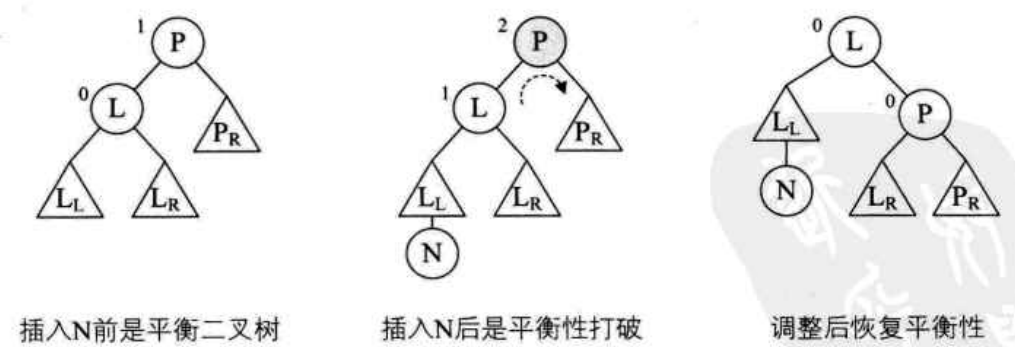 1 P
0 L
P_R
L_L L_R
插入N前是平衡二叉树
2 P
1 L
P_R
L_L L_R
N
插入N后是平衡性打破
0 L
L_L 0 P
N L_R P_R
调整后恢复平衡性